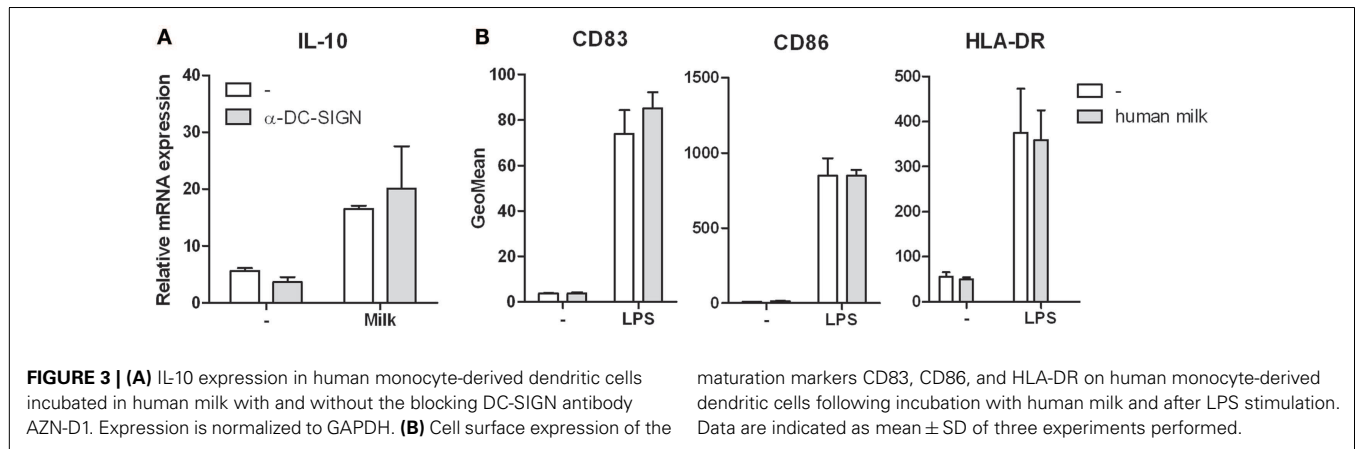 A
IL-10
Relative mRNA expression
40
30
20
10
0
-
α-DC-SIGN
-
Milk
B
CD83
GeoMean
100
80
60
40
20
0
-
LPS
CD86
1500
1000
500
0
-
LPS
HLA-DR
500
400
300
200
100
0
-
LPS
-
human milk
FIGURE 3 | (A) IL-10 expression in human monocyte-derived dendritic cells
incubated in human milk with and without the blocking DC-SIGN antibody
AZN-D1. Expression is normalized to GAPDH. (B) Cell surface expression of the
maturation markers CD83, CD86, and HLA-DR on human monocyte-derived
dendritic cells following incubation with human milk and after LPS stimulation.
Data are indicated as mean ± SD of three experiments performed.